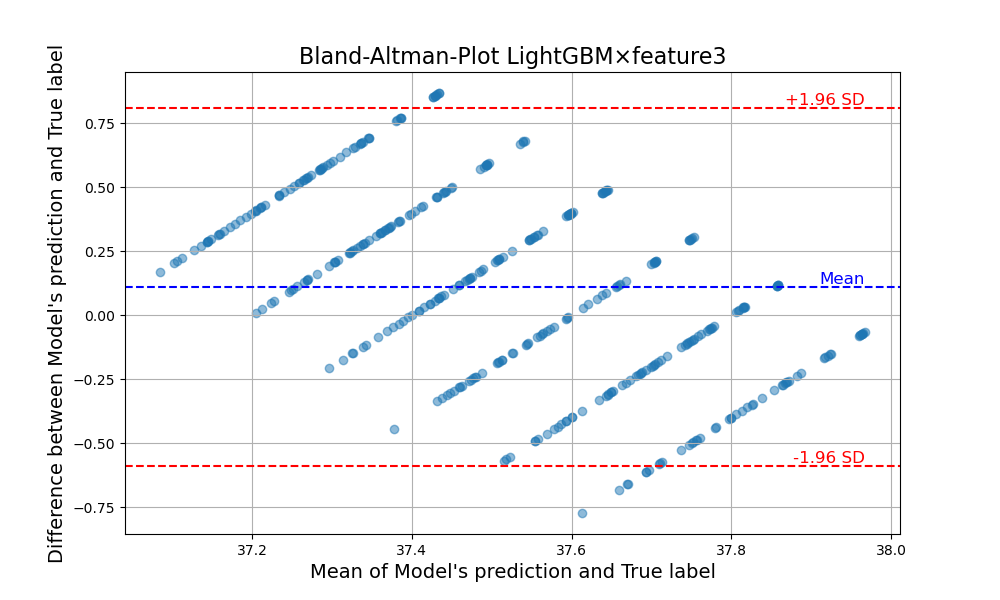 Bland-Altman-Plot LightGBM×feature3
Difference between Model's prediction and True label
+1.96 SD
Mean
-1.96 SD
0.75
0.50
0.25
0.00
−0.25
−0.50
−0.75
37.2
37.4
37.6
37.8
38.0
Mean of Model's prediction and True label